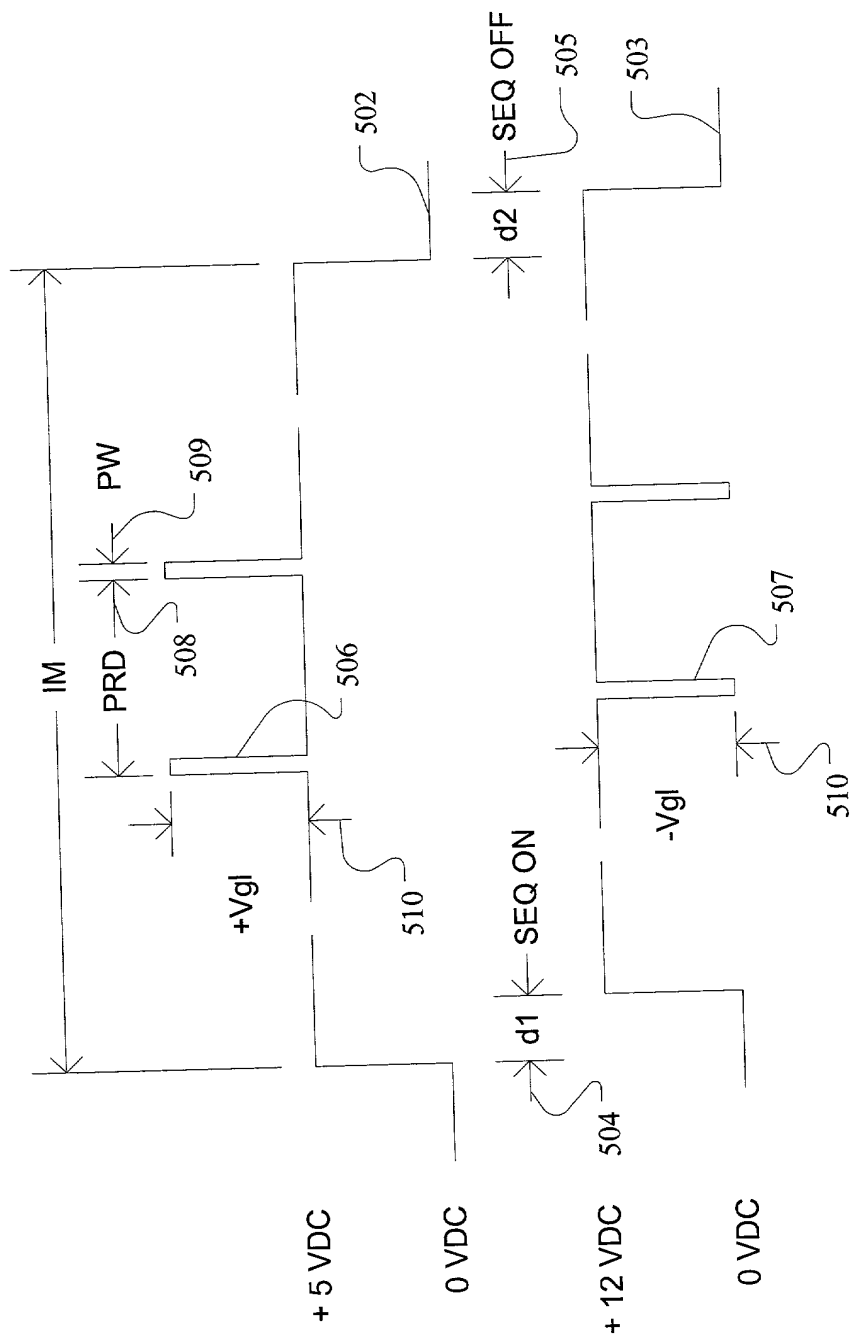 IM
PRD
PW
508
509
502
506
+Vgl
510
+ 5 VDC
0 VDC
504
d1
SEQ ON
d2
SEQ OFF
505
503
507
-Vgl
510
+ 12 VDC
0 VDC